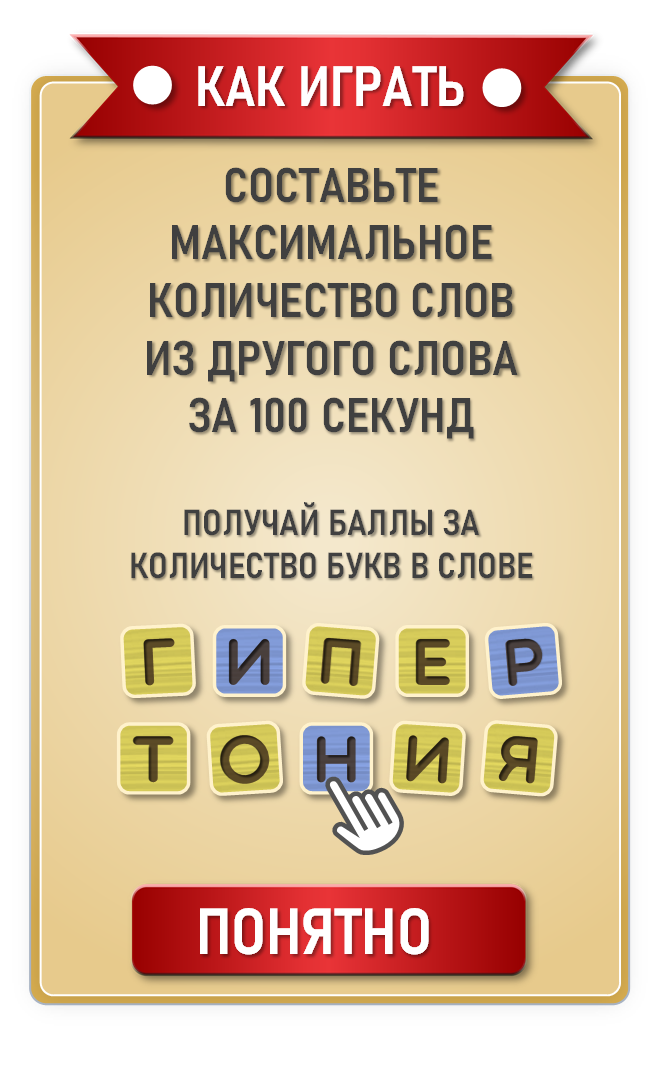 КАК ИГРАТЬ
СОСТАВЬТЕ
МАКСИМАЛЬНОЕ
КОЛИЧЕСТВО СЛОВ
ИЗ ДРУГОГО СЛОВА
ЗА 100 СЕКУНД
ПОЛУЧАЙ БАЛЛЫ ЗА
КОЛИЧЕСТВО БУКВ В СЛОВЕ
ГИПЕР
ТОНИЯ
ПОНЯТНО